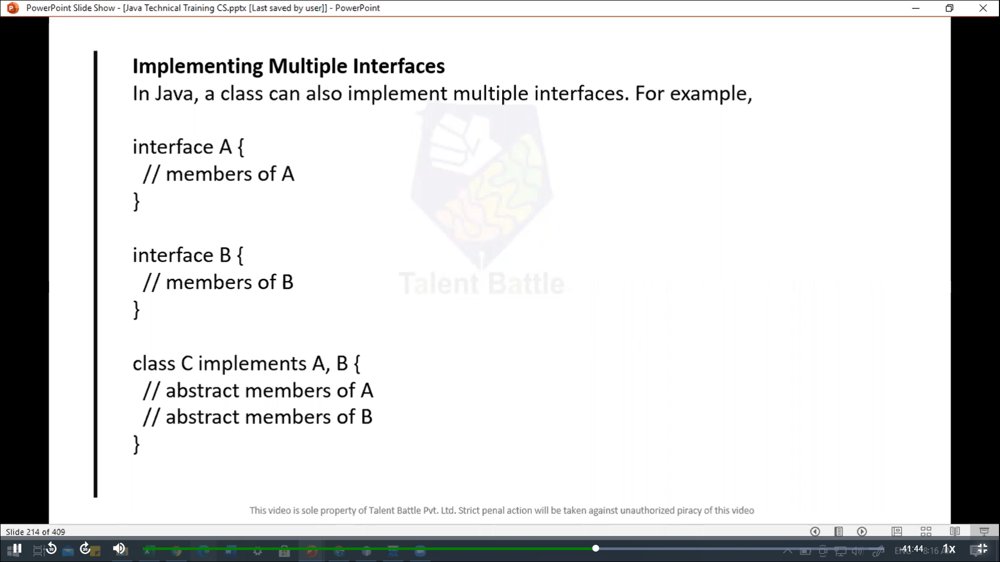 PowerPoint Slide Show - [Java Technical Training CS.pptx [Last saved by user]] - PowerPoint
Implementing Multiple Interfaces
In Java, a class can also implement multiple interfaces. For example,
interface A {
// members of A
}
interface B {
// members of B
}
class C implements A, B {
// abstract members of A
// abstract members of B
}
Talent Battle
This video is sole property of Talent Battle Pvt. Ltd. Strict penal action will be taken against unauthorized piracy of this video
Slide 214 of 409
10
30
-41:44
1x